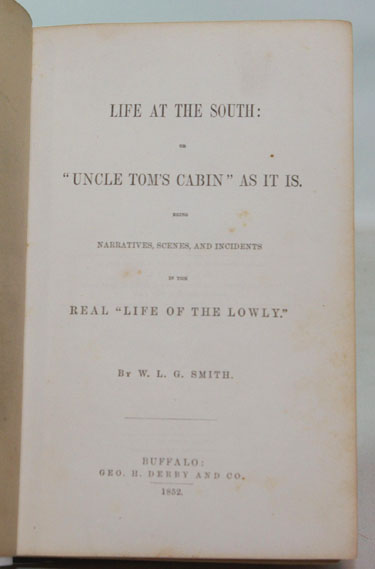 LIFE AT THE SOUTH:
OR
"UNCLE TOM'S CABIN" AS IT IS.
BEING
NARRATIVES, SCENES, AND INCIDENTS
IN THE
REAL "LIFE OF THE LOWLY."
BY W. L. G. SMITH.
BUFFALO:
GEO. H. DERBY AND CO,
1852.